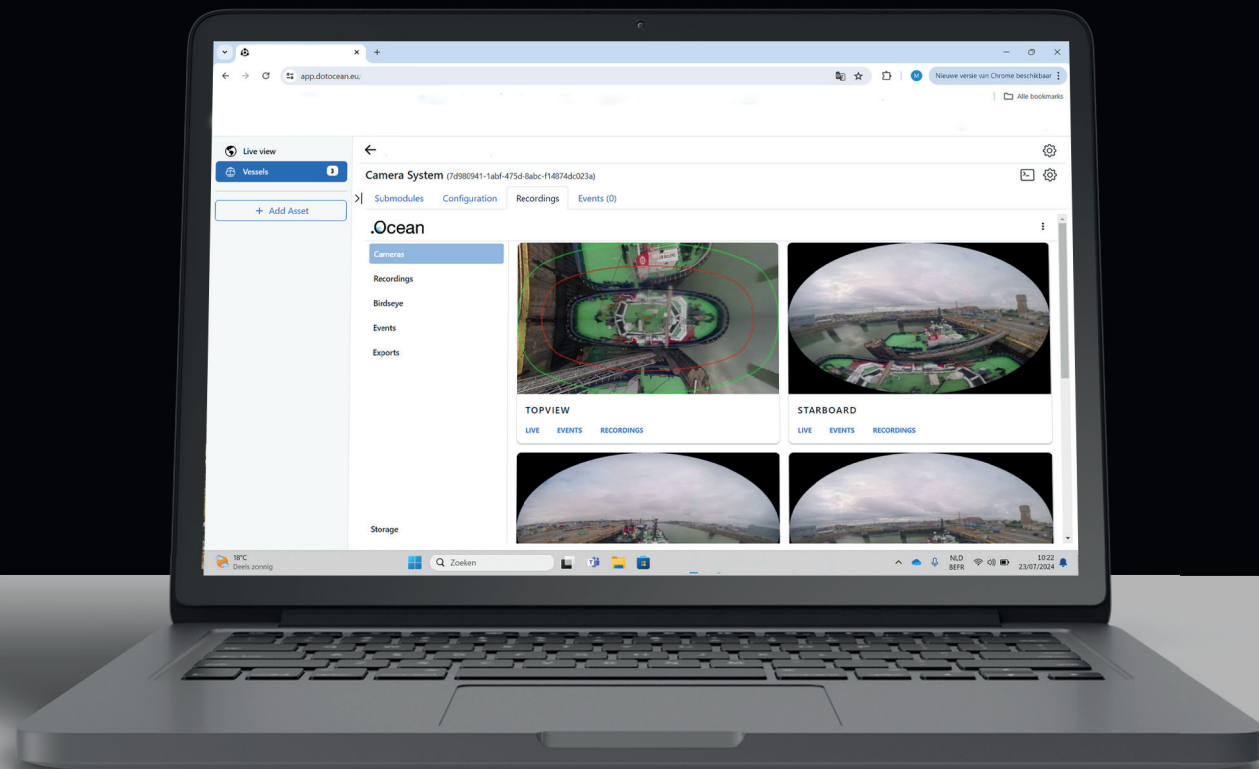 app.dotocean.eu/
Nieuwe versie van Chrome beschikbaar
Alle bookmarks
Live view
Vessels 3
+ Add Asset
Camera System (7d980941-1abf-475d-8abc-f14874dc023a)
Submodules Configuration Recordings Events (0)
.Ocean
Cameras
Recordings
Birdseye
Events
Exports
Storage
TOPVIEW
LIVE EVENTS RECORDINGS
STARBOARD
LIVE EVENTS RECORDINGS
18°C
Deels zonnig
Zoeken
NLD
BEFR
10:22
23/07/2024